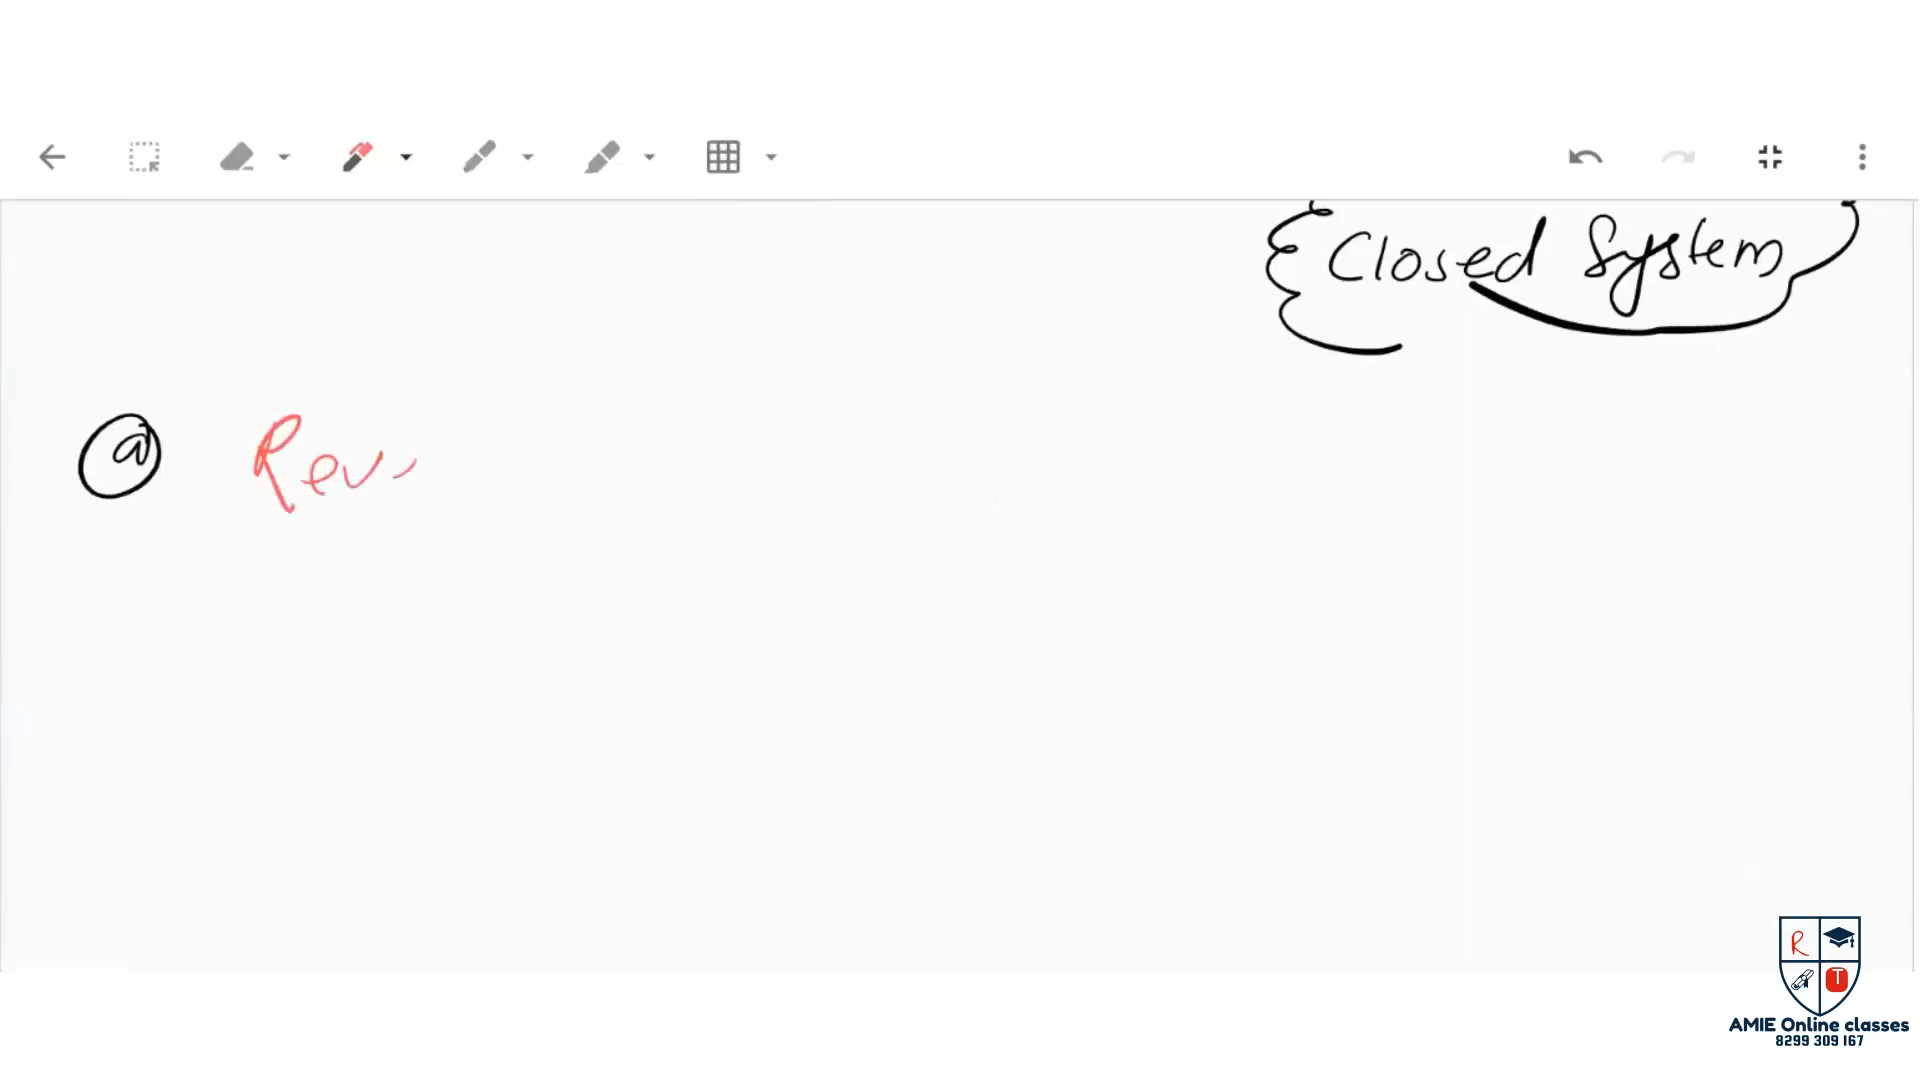 Closed System
a Rev
R
T
AMIE Online classes
8299 309 167